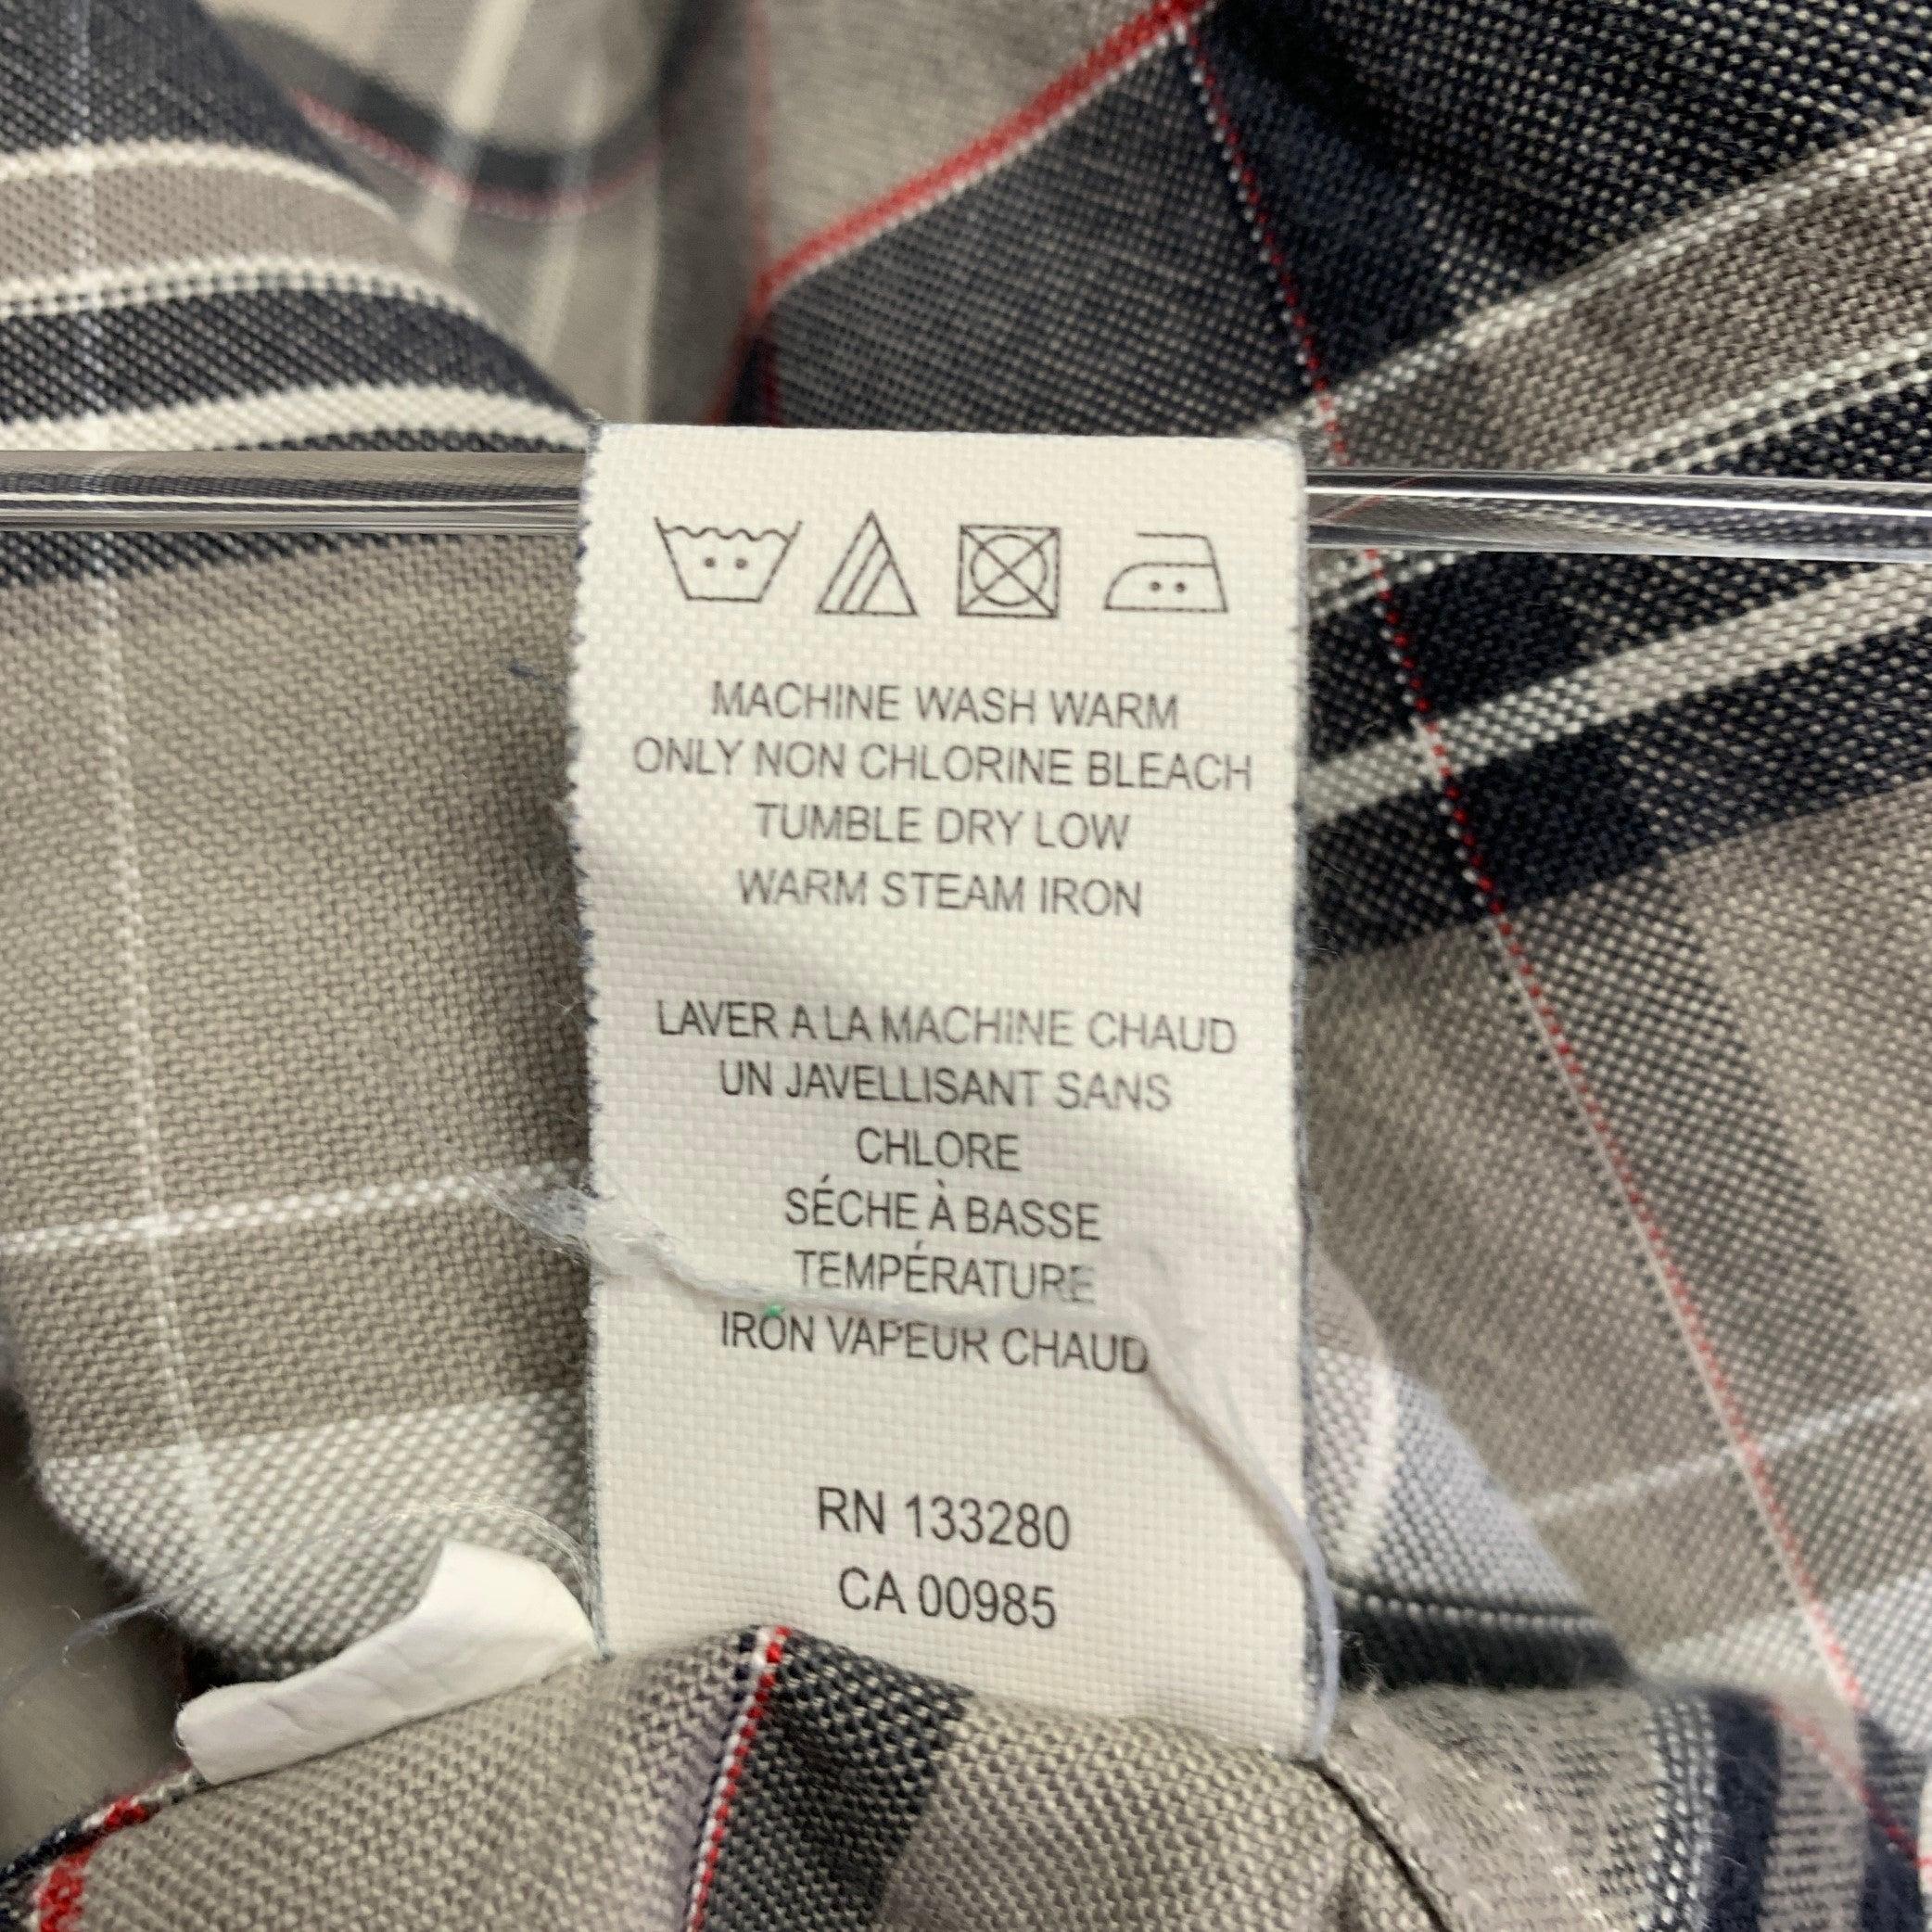 MACHINE WASH WARM
ONLY NON CHLORINE BLEACH
TUMBLE DRY LOW
WARM STEAM IRON
LAVER A LA MACHINE CHAUD
UN JAVELLISANT SANS
CHLORE
SÉCHE À BASSE
TEMPÉRATURE
IRON VAPEUR CHAUD
RN 133280
CA 00985